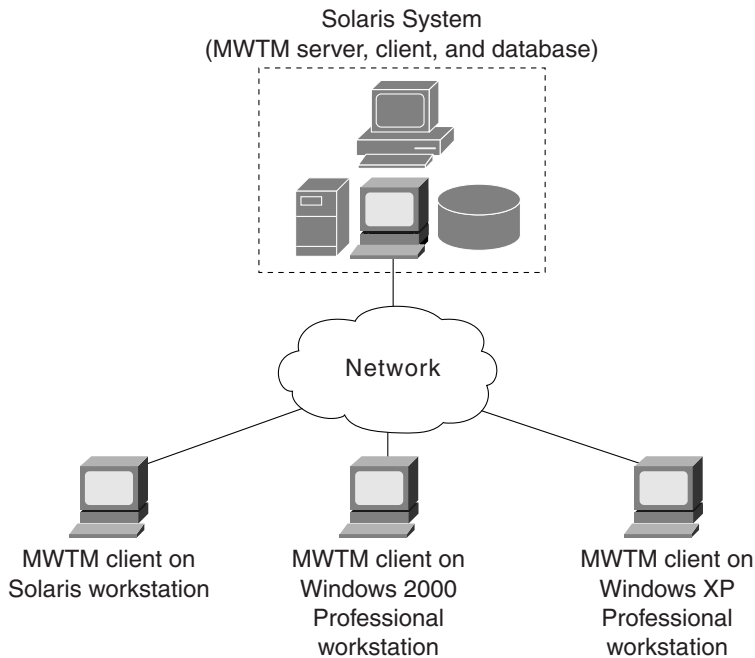 Solaris System
(MWTM server, client, and database)
Network
MWTM client on
Solaris workstation
MWTM client on
Windows 2000
Professional
workstation
MWTM client on
Windows XP
Professional
workstation